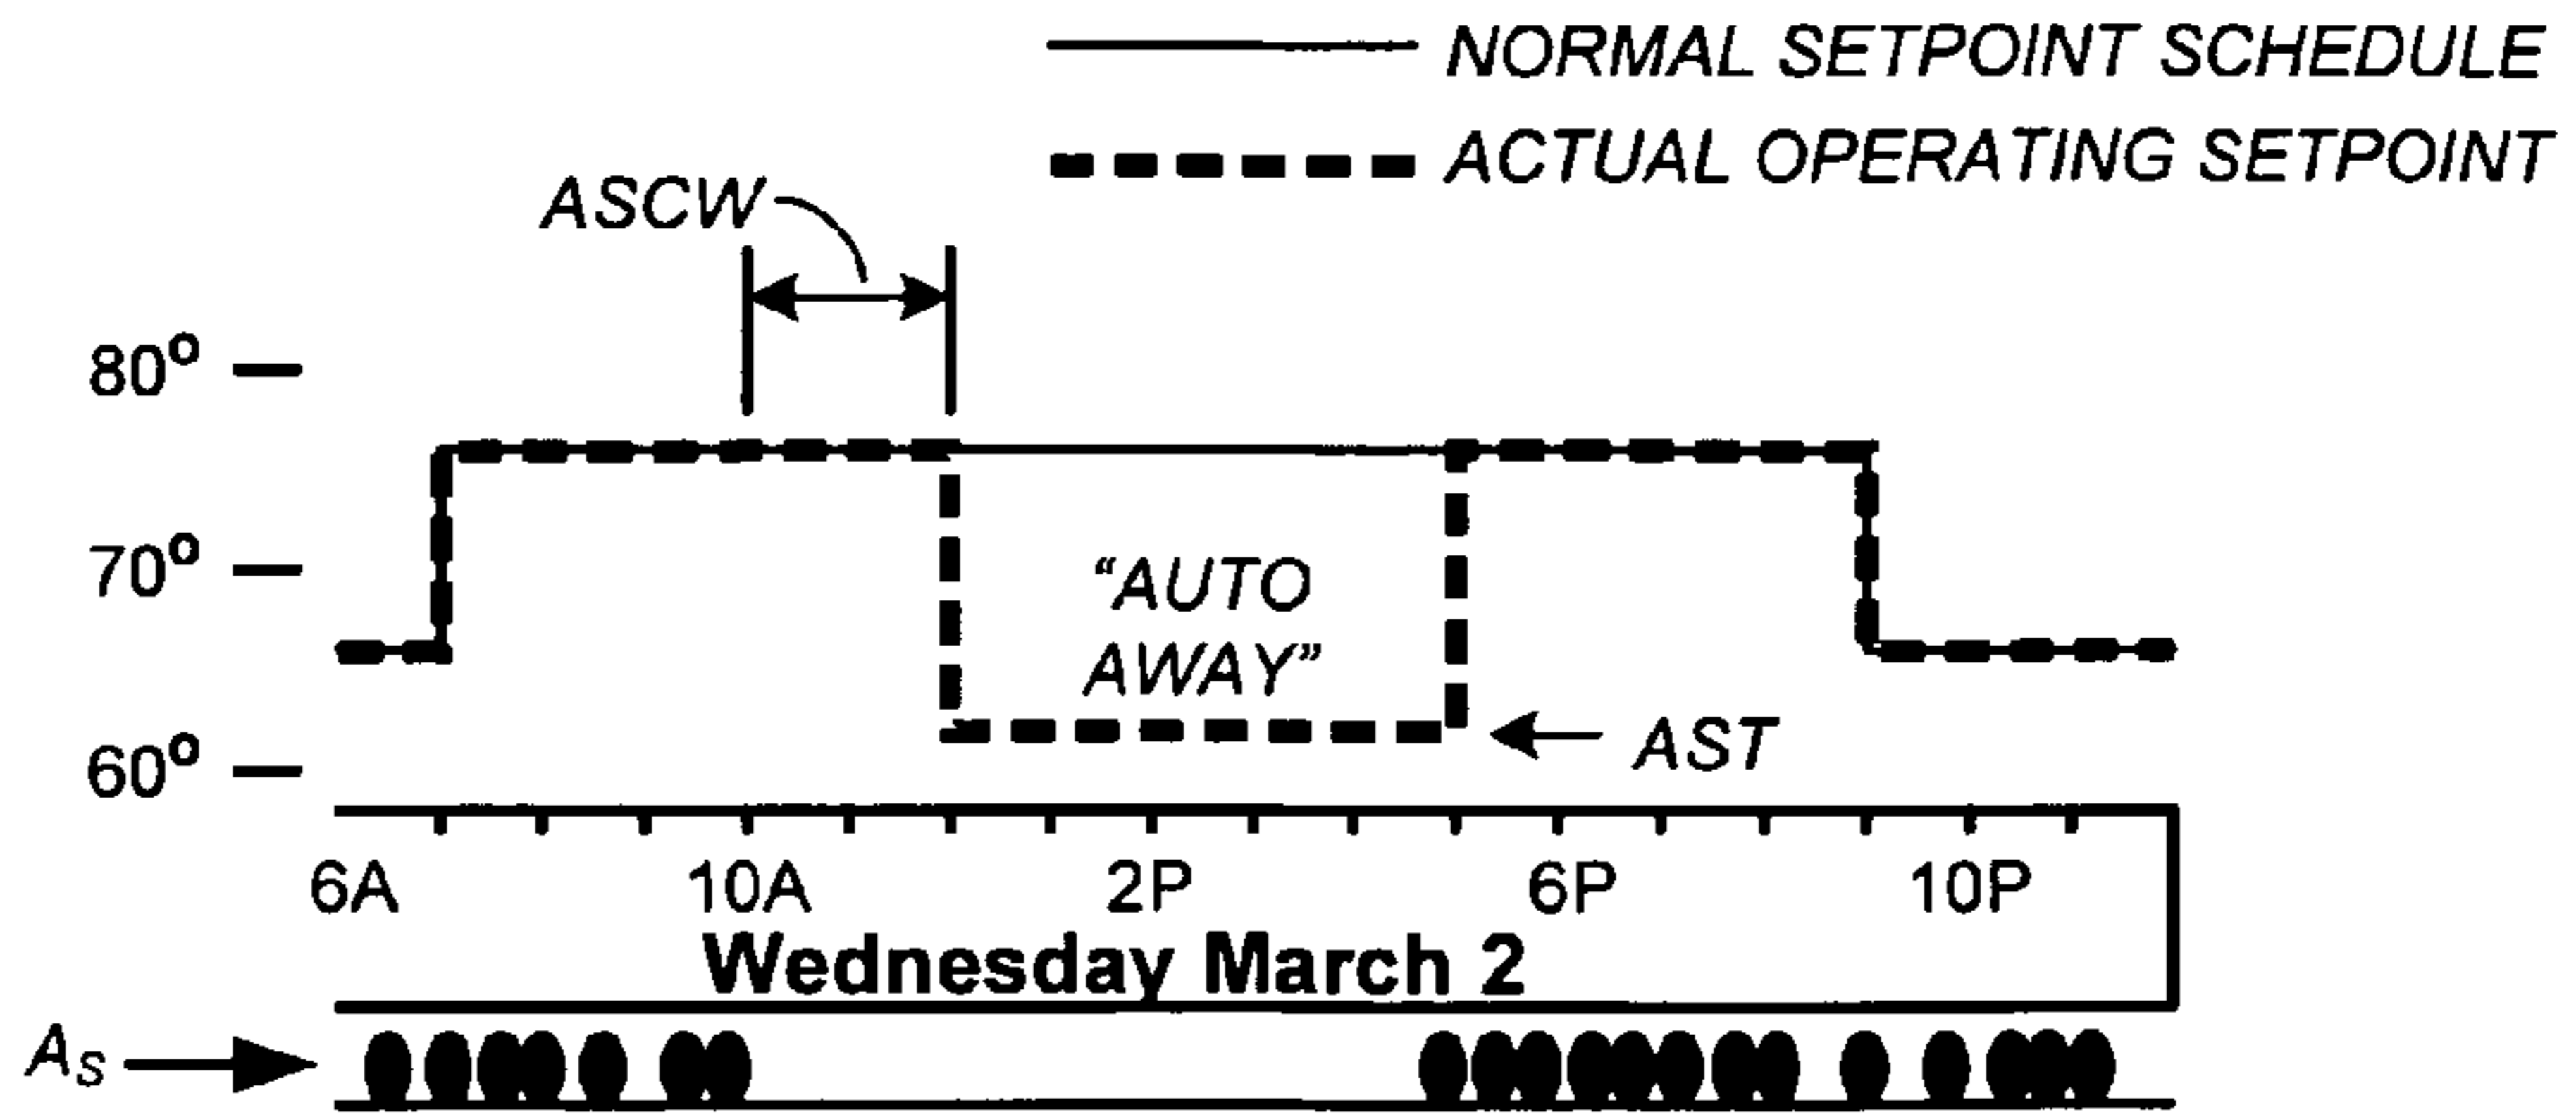 NORMAL SETPOINT SCHEDULE
ACTUAL OPERATING SETPOINT
ASCW
80°
70°
60°
“AUTO
AWAY”
AST
6A 10A 2P 6P 10P
Wednesday March 2
AS